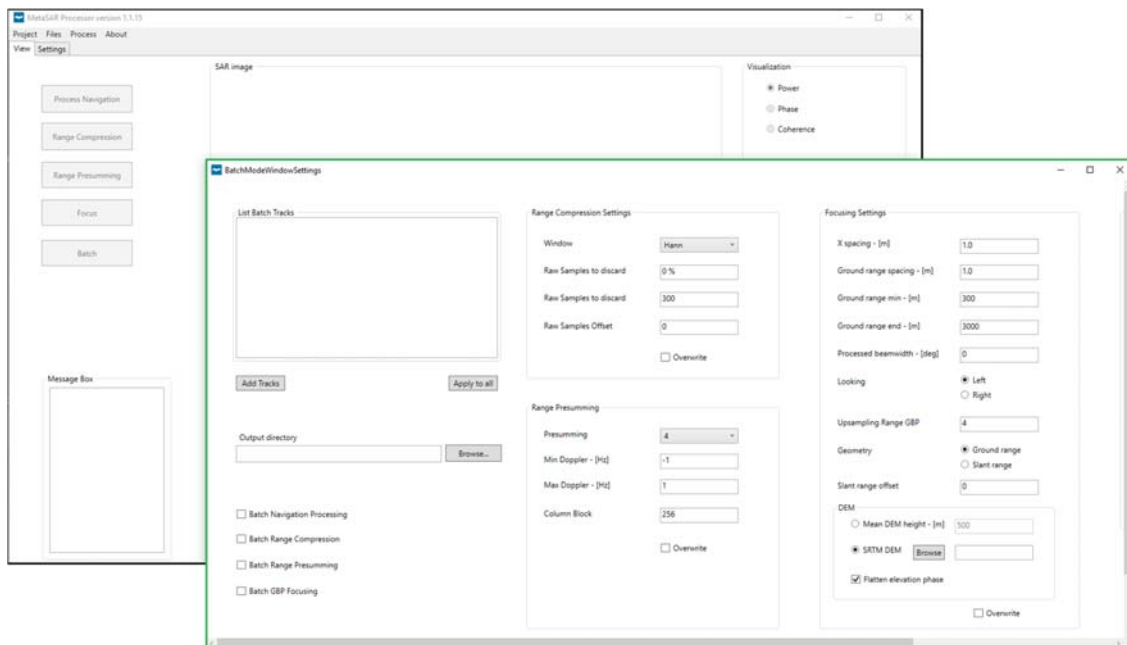 MetaSAR Processor version 1.1.15
Project Files Process About
View Settings
SAR image
Visualization
Process Navigation
Power
Phase
Range Compression
Coherence
Range Presumming
Focus
Batch
Message Box
BatchModeWindowSettings
List Batch Tracks
Add Tracks
Apply to all
Output directory
Browse...
Batch Navigation Processing
Batch Range Compression
Batch Range Presumming
Batch GBP Focusing
Range Compression Settings
Window Hann
Raw Samples to discard 0 %
Raw Samples to discard 300
Raw Samples Offset 0
Overwrite
Range Presumming
Presumming 4
Min Doppler - [Hz] -1
Max Doppler - [Hz] 1
Column Block 256
Overwrite
Focusing Settings
X spacing - [m] 1.0
Ground range spacing - [m] 1.0
Ground range min - [m] 300
Ground range end - [m] 3000
Processed beamwidth - [deg] 0
Looking Left
Right
Upsampling Range GBP 4
Geometry Ground range
Slant range
Slant range offset 0
DEM
Mean DEM height - [m] 500
SRTM DEM Browse
Flatten elevation phase
Overwrite